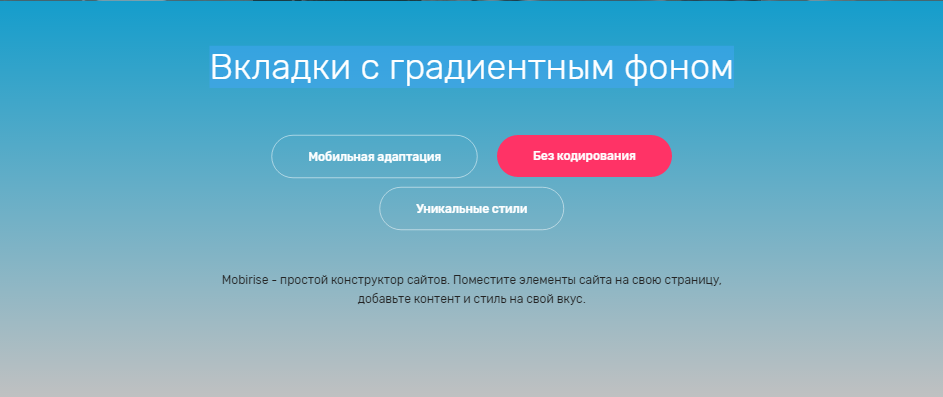 Вкладки с градиентным фоном
Мобильная адаптация
Без кодирования
Уникальные стили
Mobirise - простой конструктор сайтов. Поместите элементы сайта на свою страницу,
добавьте контент и стиль на свой вкус.